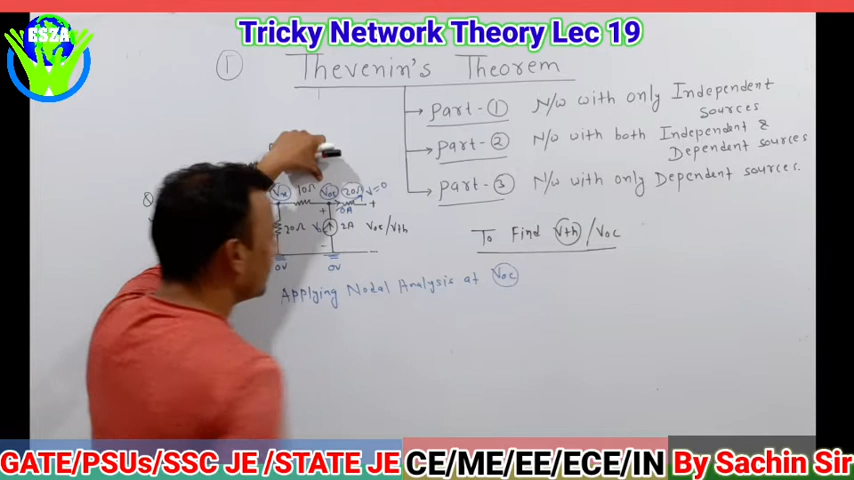 Tricky Network Theory Lec 19
ESZA
① Thevenin's Theorem
Part-① N/w with only Independent Sources
Part-② N/w with both Independent & Dependent sources
Part-③ N/w with only Dependent sources.
Vx 10Ω Voc 20Ω V=0
0A +
20Ω 2A Voc/Vth
0V 0V
To Find Vth/Voc
Applying Nodal Analysis at Voc
GATE/PSUs/SSC JE /STATE JE CE/ME/EE/ECE/IN By Sachin Sir